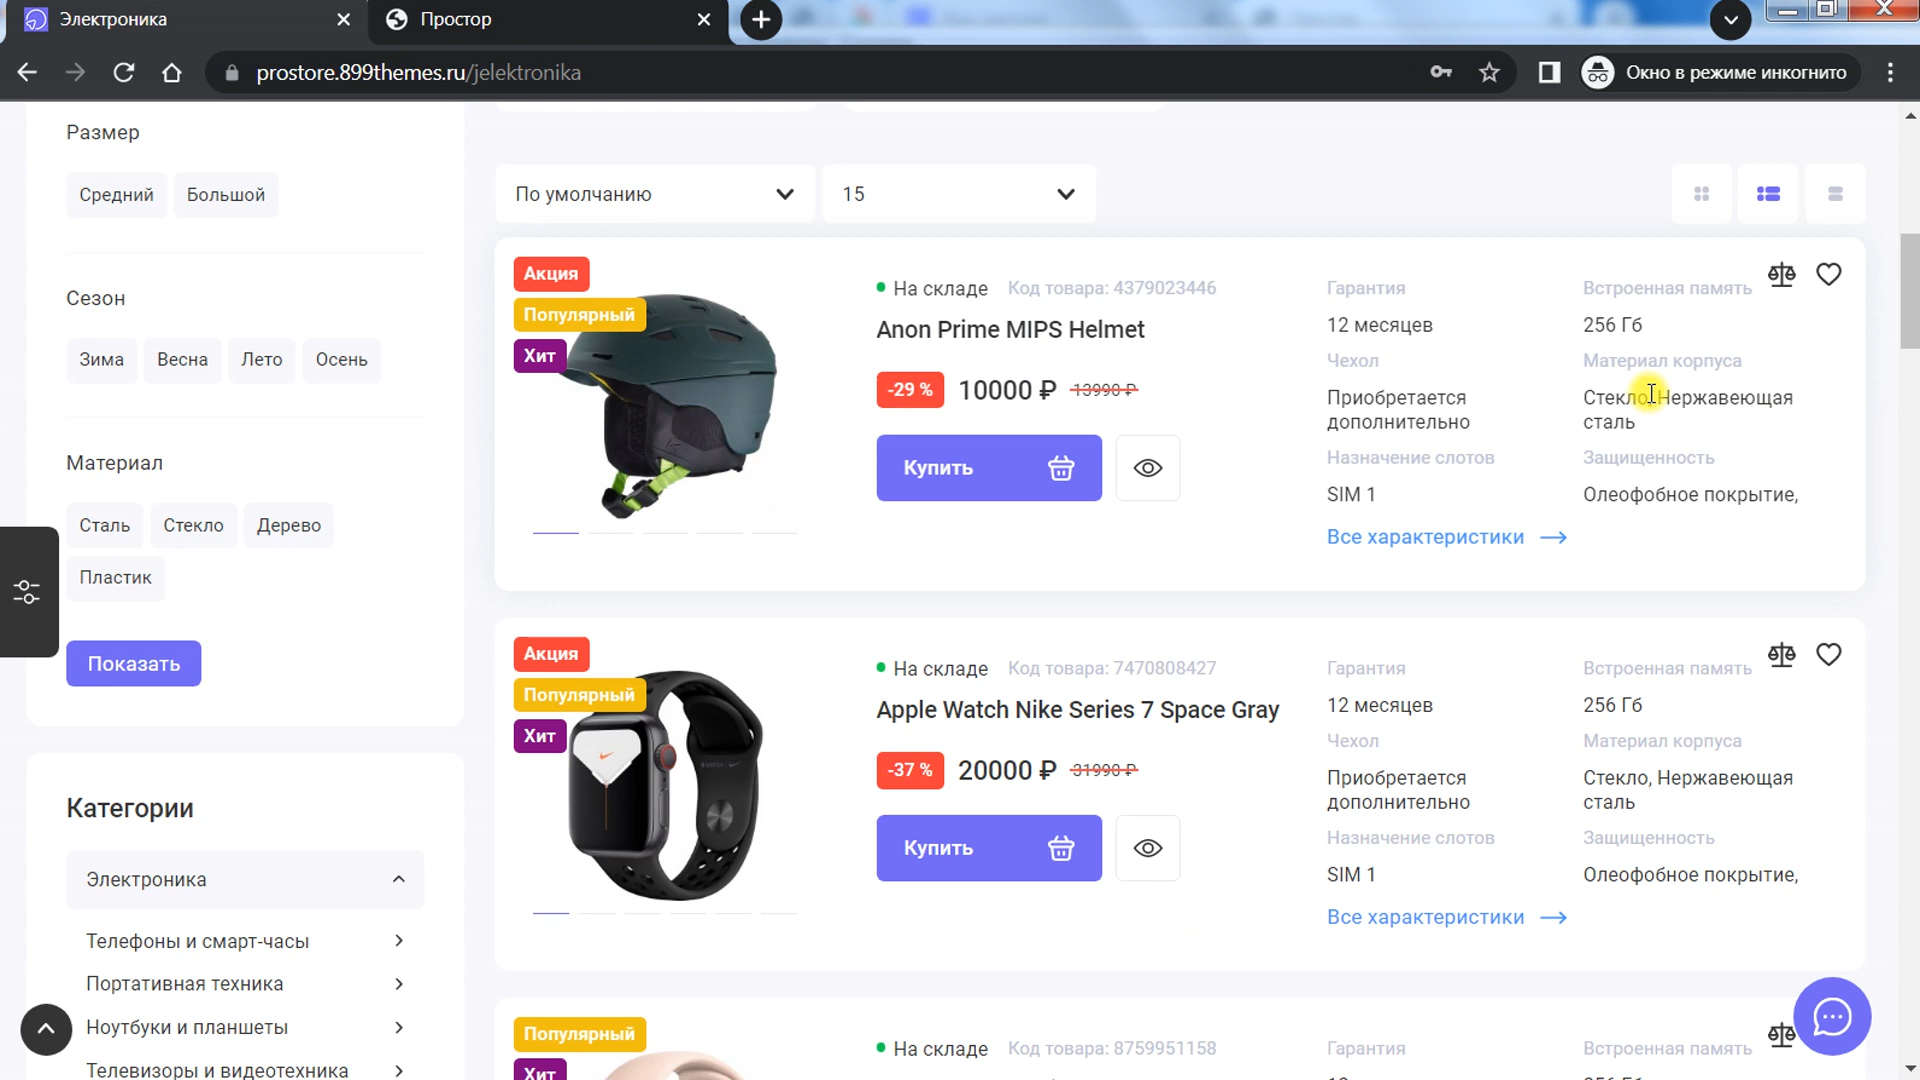 Электроника
Простор
prostore.899themes.ru/jelektronika
Окно в режиме инкогнито
Размер
Средний
Большой
Сезон
Зима
Весна
Лето
Осень
Материал
Сталь
Стекло
Дерево
Пластик
Показать
Категории
Электроника
Телефоны и смарт-часы
Портативная техника
Ноутбуки и планшеты
Телевизоры и видеотехника
По умолчанию
15
Акция
Популярный
Хит
На складе
Код товара: 4379023446
Anon Prime MIPS Helmet
-29 %
10000 ₽
13990 ₽
Купить
Гарантия
12 месяцев
Чехол
Приобретается
дополнительно
Назначение слотов
SIM 1
Встроенная память
256 Гб
Материал корпуса
Стекло, Нержавеющая
сталь
Защищенность
Олеофобное покрытие,
Все характеристики
Акция
Популярный
Хит
На складе
Код товара: 7470808427
Apple Watch Nike Series 7 Space Gray
-37 %
20000 ₽
31990 ₽
Купить
Гарантия
12 месяцев
Чехол
Приобретается
дополнительно
Назначение слотов
SIM 1
Встроенная память
256 Гб
Материал корпуса
Стекло, Нержавеющая
сталь
Защищенность
Олеофобное покрытие,
Все характеристики
Популярный
Хит
На складе
Код товара: 8759951158
Гарантия
Встроенная память